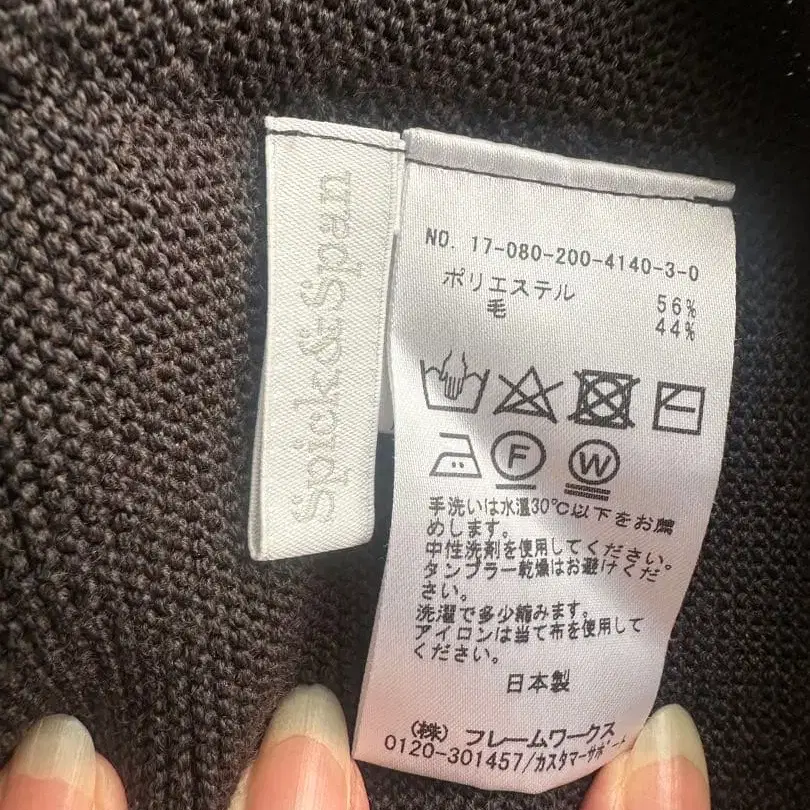 Spick & Span
NO. 17-080-200-4140-3-0
ポリエステル 56%
毛 44%
F W
手洗いは水温30℃以下をお薦
めします。
中性洗剤を使用してください。
タンブラー乾燥はお避けくだ
さい。
洗濯で多少縮みます。
アイロンは当て布を使用して
ください。
日本製
(株) フレームワークス
0120-301457/カスタマーサポート